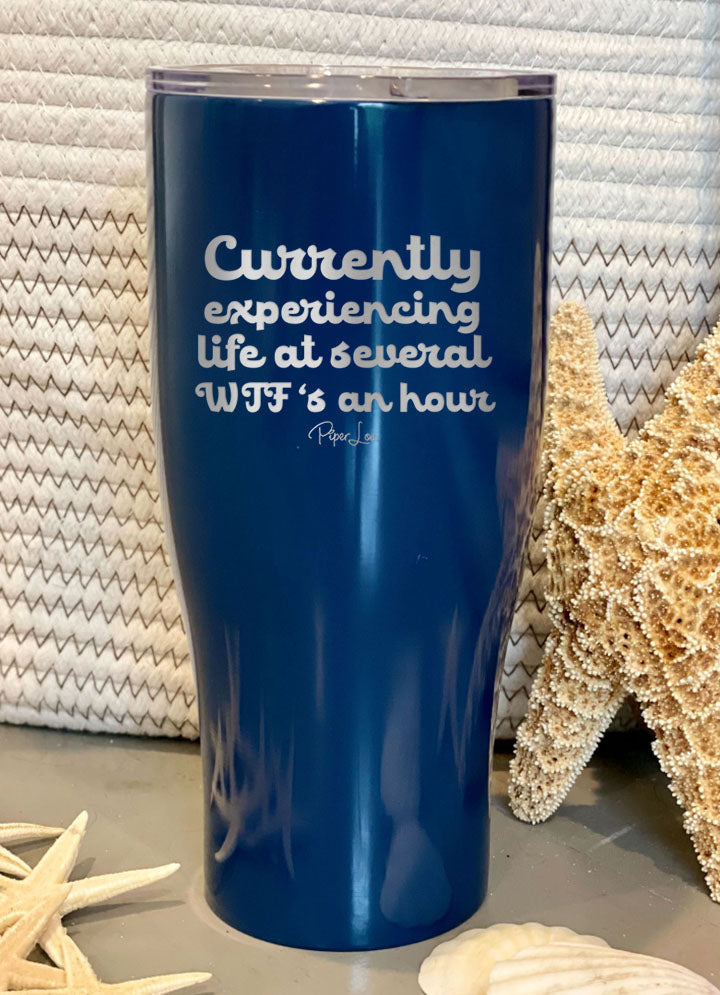 Currently
experiencing
life at several
WTF 's an hour
Piper Lou